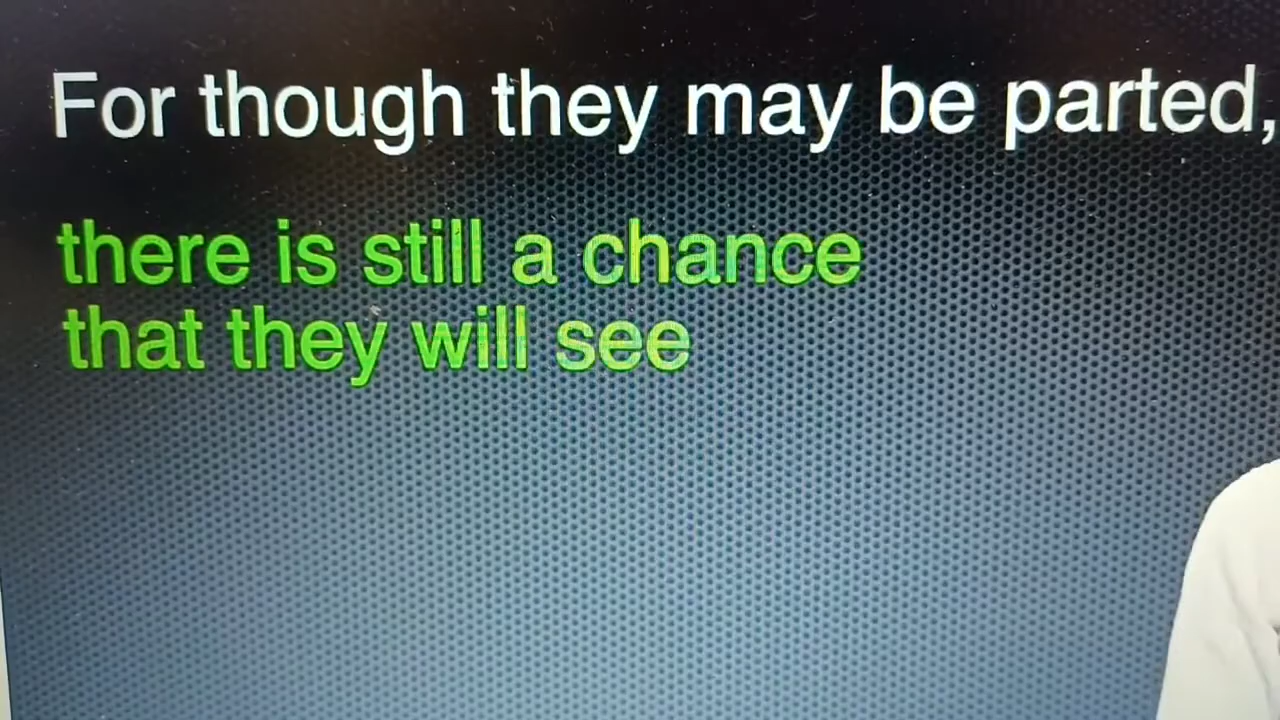 For though they may be parted,
there is still a chance
that they will see